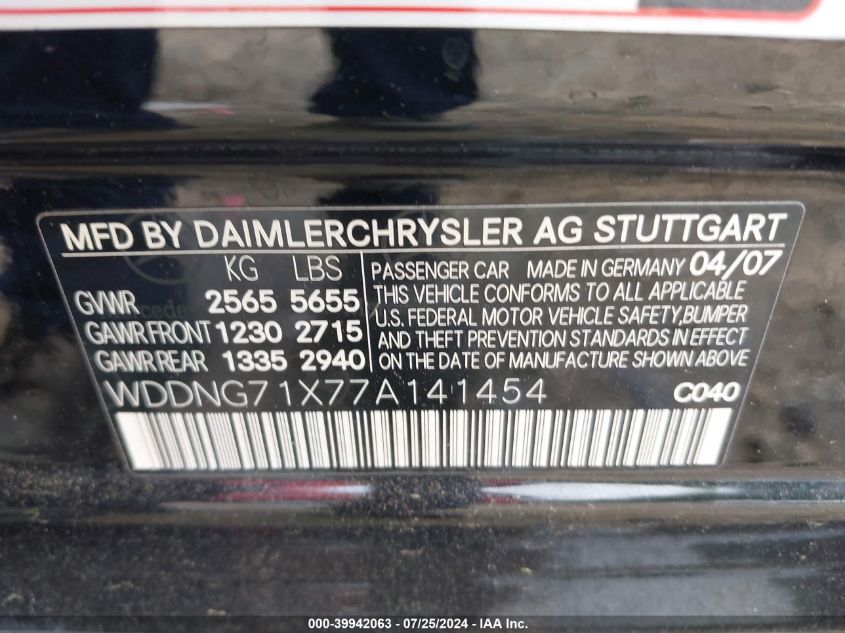 MFD BY DAIMLERCHRYSLER AG STUTTGART
KG LBS
GVWR 2565 5655
GAWR FRONT 1230 2715
GAWR REAR 1335 2940
PASSENGER CAR MADE IN GERMANY 04/07
THIS VEHICLE CONFORMS TO ALL APPLICABLE
U.S. FEDERAL MOTOR VEHICLE SAFETY,BUMPER
AND THEFT PREVENTION STANDARDS IN EFFECT
ON THE DATE OF MANUFACTURE SHOWN ABOVE
WDDNG71X77A141454 C040
000-39942063 - 07/25/2024 - IAA Inc.